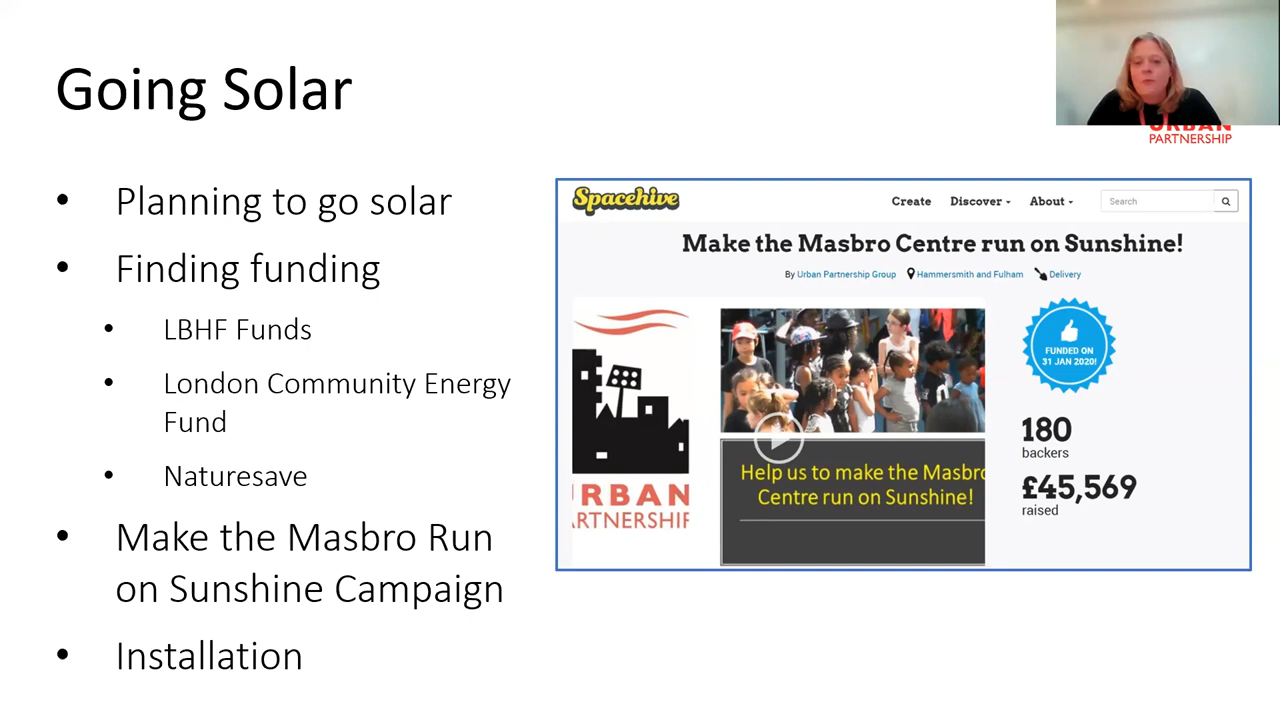 Going Solar
PARTNERSHIP
• Planning to go solar
• Finding funding
• LBHF Funds
• London Community Energy
Fund
• Naturesave
• Make the Masbro Run
on Sunshine Campaign
• Installation
Spacehive
Create Discover About Search
Make the Masbro Centre run on Sunshine!
By Urban Partnership Group Hammersmith and Fulham Delivery
FUNDED ON
31 JAN 2020!
180
backers
£45,569
raised
Help us to make the Masbro
Centre run on Sunshine!
URBAN
PARTNERSHIP